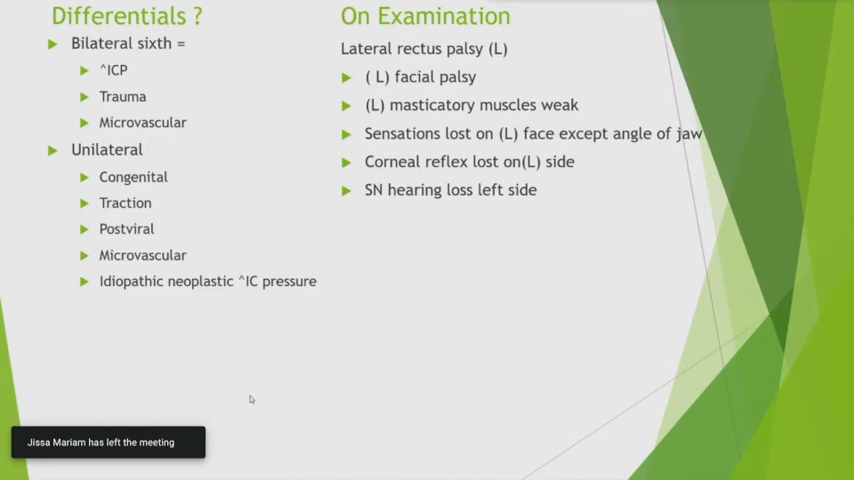 Differentials ?
Bilateral sixth =
^ICP
Trauma
Microvascular
Unilateral
Congenital
Traction
Postviral
Microvascular
Idiopathic neoplastic ^IC pressure
On Examination
Lateral rectus palsy (L)
( L) facial palsy
(L) masticatory muscles weak
Sensations lost on (L) face except angle of jaw
Corneal reflex lost on(L) side
SN hearing loss left side
Jissa Mariam has left the meeting